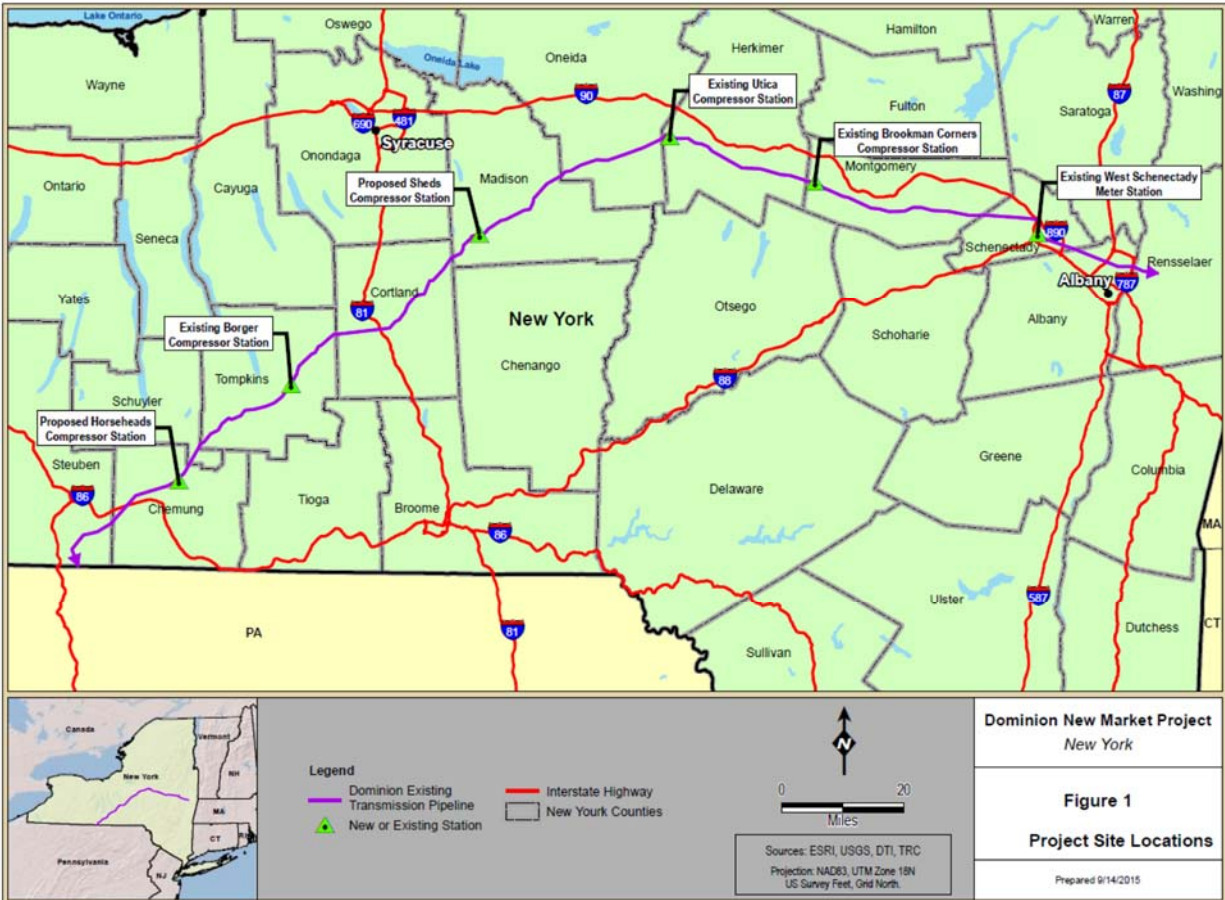 Lake Ontario
Oswego
Oneida Lake
Oneida
Herkimer
Hamilton
Warren
Wayne
Existing Utica
Compressor Station
90
87
Washing
Fulton
Saratoga
690
481
Syracuse
Onondaga
Existing Brookman Corners
Compressor Station
Montgomery
Ontario
Cayuga
Proposed Sheds
Compressor Station
Madison
Existing West Schenectady
Meter Station
Seneca
890
Schenectady
Rensselaer
Yates
Cortland
81
New York
Otsego
Albany
787
Existing Borger
Compressor Station
Schoharie
Albany
Chenango
Tompkins
88
Schuyler
Proposed Horseheads
Compressor Station
Steuben
Greene
Columbia
86
Chemung
Tioga
Broome
Delaware
86
MA
Ulster
587
PA
81
Sullivan
Dutchess
CT
Canada
Vermont
New York
NH
MA
CT
RI
Pennsylvania
NJ
Legend
Dominion Existing
Transmission Pipeline
New or Existing Station
Interstate Highway
New Yourk Counties
N
0 20
Miles
Sources: ESRI, USGS, DTI, TRC
Projection: NAD83, UTM Zone 18N
US Survey Feet, Grid North.
Dominion New Market Project
New York
Figure 1
Project Site Locations
Prepared 9/14/2015